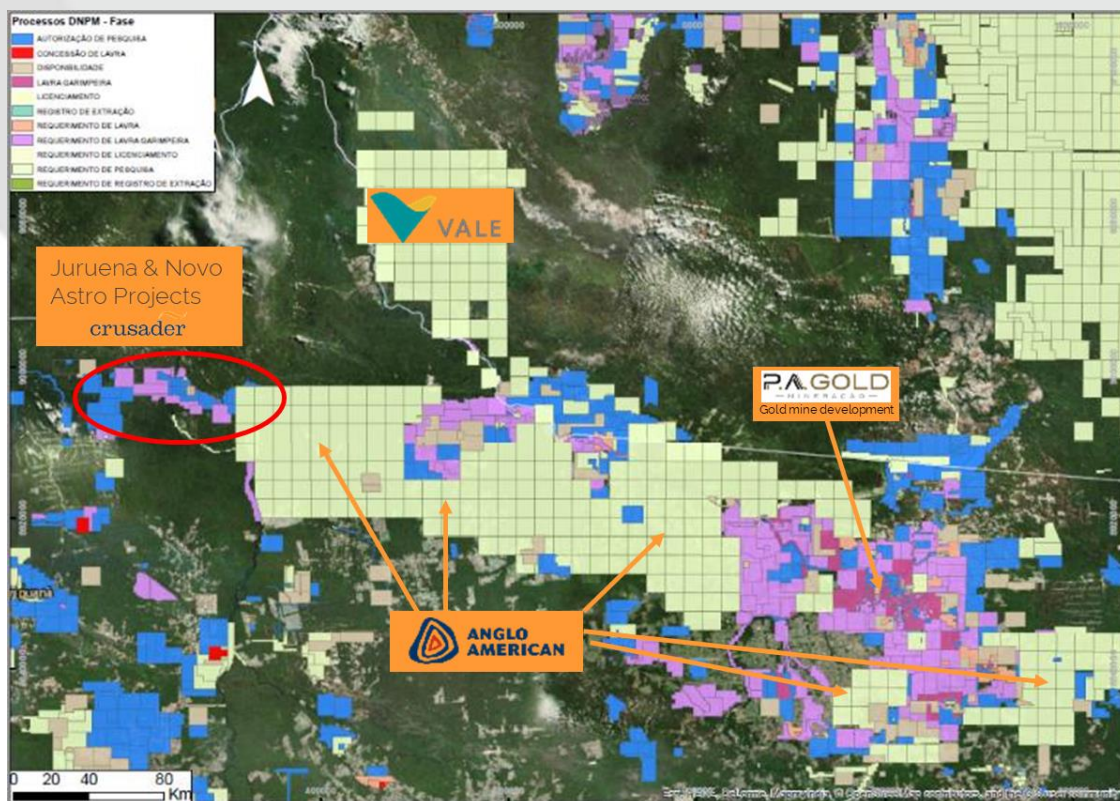 Processos DNPM - Fase
AUTORIZAÇÃO DE PESQUISA
CONCESSÃO DE LAVRA
DISPONIBILIDADE
LAVRA GARIMPEIRA
LICENCIAMENTO
REGISTRO DE EXTRAÇÃO
REQUERIMENTO DE LAVRA
REQUERIMENTO DE LAVRA GARIMPEIRA
REQUERIMENTO DE LICENCIAMENTO
REQUERIMENTO DE PESQUISA
REQUERIMENTO DE REGISTRO DE EXTRAÇÃO
VALE
Juruena & Novo
Astro Projects
crusader
P.A.GOLD
MINERAÇÃO
Gold mine development
ANGLO
AMERICAN
0 20 40 80
Km